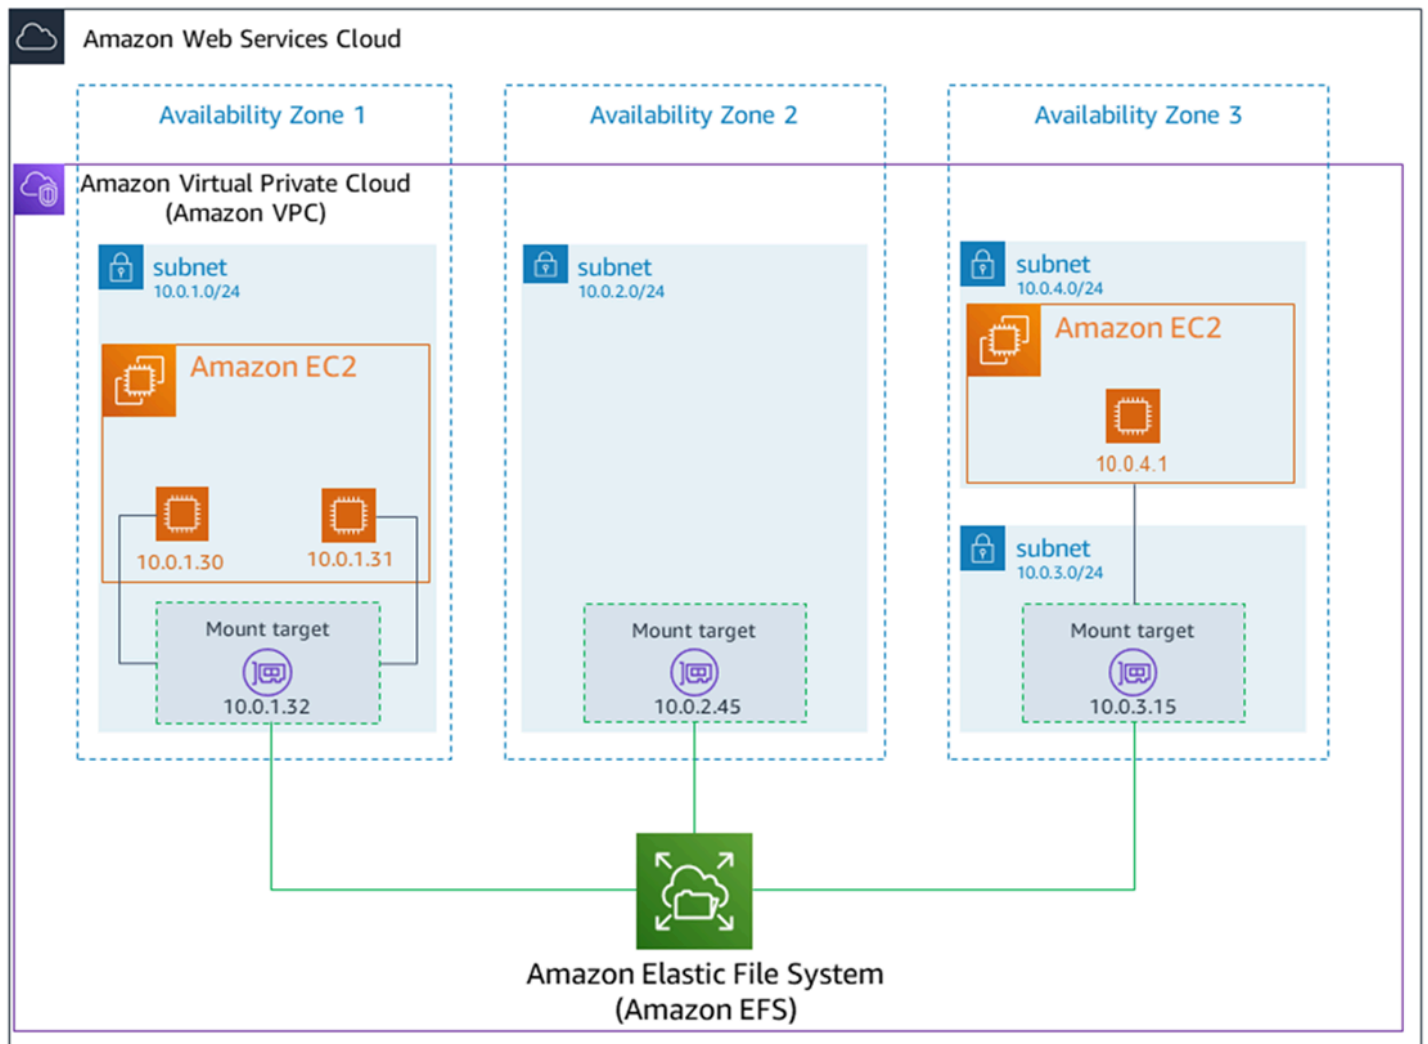 Amazon Web Services Cloud
Availability Zone 1
Availability Zone 2
Availability Zone 3
Amazon Virtual Private Cloud
(Amazon VPC)
subnet
10.0.1.0/24
Amazon EC2
10.0.1.30
10.0.1.31
Mount target
10.0.1.32
subnet
10.0.2.0/24
Mount target
10.0.2.45
subnet
10.0.4.0/24
Amazon EC2
10.0.4.1
subnet
10.0.3.0/24
Mount target
10.0.3.15
Amazon Elastic File System
(Amazon EFS)